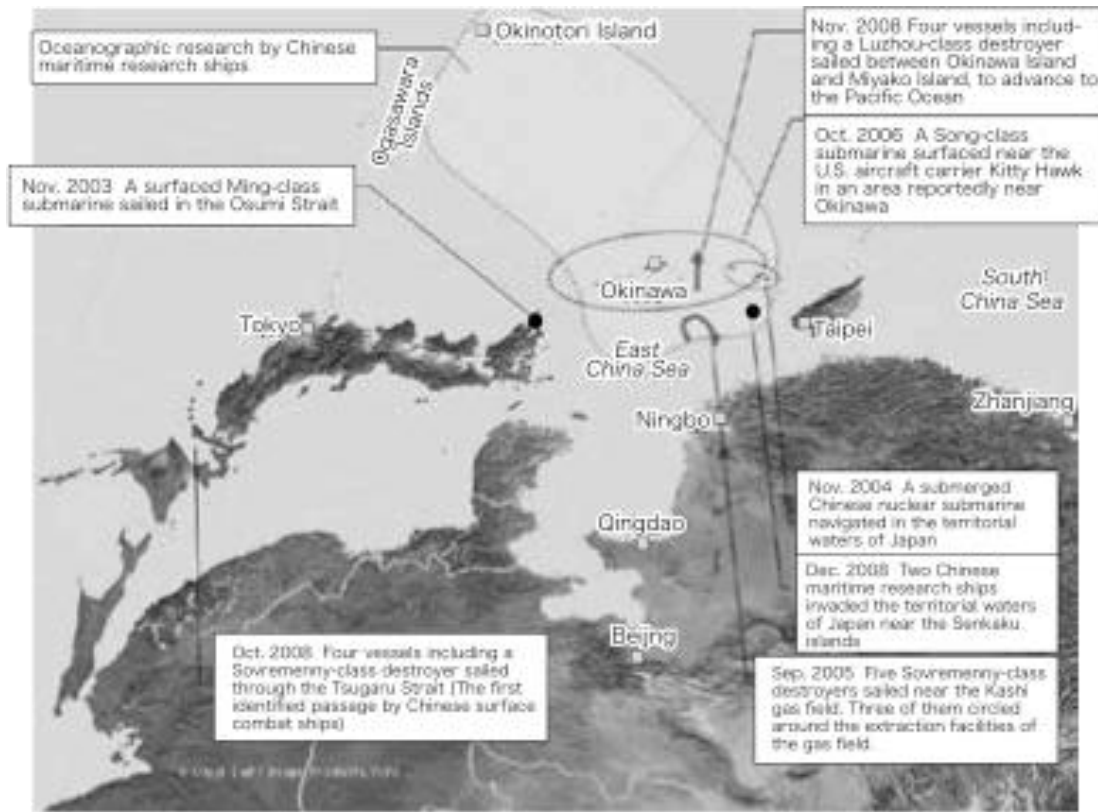 Okinotori Island
Oceanographic research by Chinese
maritime research ships
Ogasawara
Islands
Nov. 2008 Four vessels includ-
ing a Luzhou-class destroyer
sailed between Okinawa Island
and Miyako Island, to advance to
the Pacific Ocean
Oct. 2006 A Song-class
submarine surfaced near the
U.S. aircraft carrier Kitty Hawk
in an area reportedly near
Okinawa
Nov. 2003 A surfaced Ming-class
submarine sailed in the Osumi Strait
Okinawa
South
China Sea
Tokyo
Taipei
East
China Sea
Ningbo
Zhanjiang
Nov. 2004 A submerged
Chinese nuclear submarine
navigated in the territorial
waters of Japan
Qingdao
Dec. 2008 Two Chinese
maritime research ships
invaded the territorial waters
of Japan near the Senkaku
islands
Beijng
Oct. 2008 Four vessels including a
Sovremenny-class destroyer sailed
through the Tsugaru Strait (The first
identified passage by Chinese surface
combat ships)
Sep. 2005 Five Sovremenny-class
destroyers sailed near the Kashi
gas field. Three of them circled
around the extraction facilities of
the gas field.